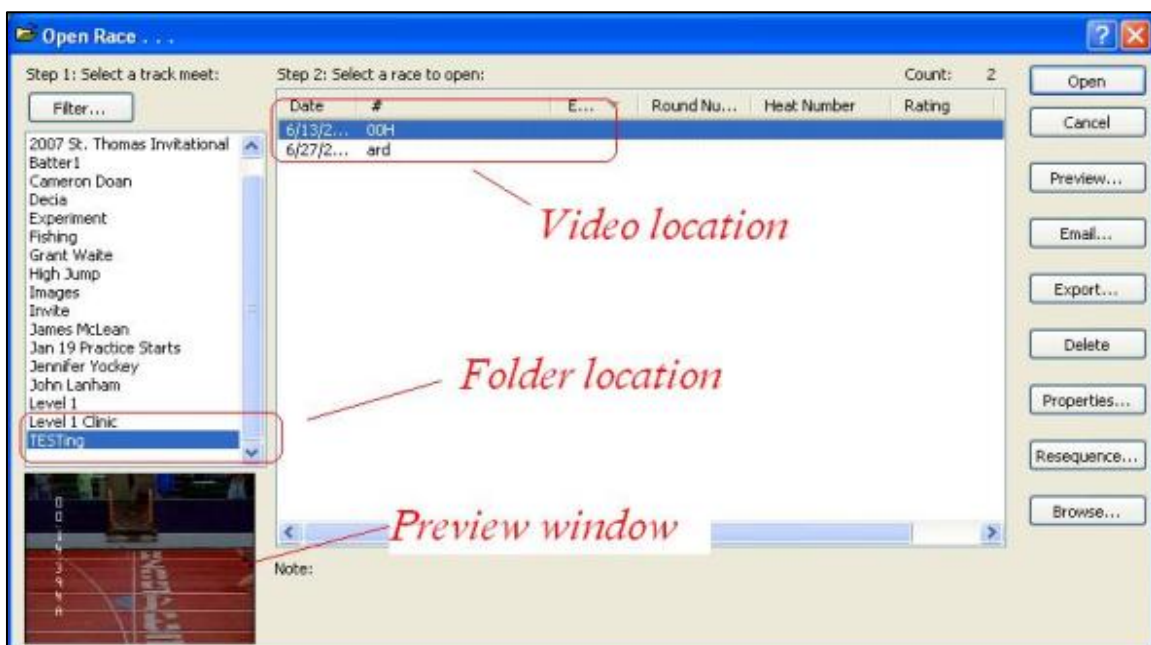 Open Race . . .
Step 1: Select a track meet:
Filter...
2007 St. Thomas Invitational
Batter1
Cameron Doan
Decia
Experiment
Fishing
Grant Waite
High Jump
Images
Invite
James McLean
Jan 19 Practice Starts
Jennifer Yockey
John Lanham
Level 1
Level 1 Clinic
TESTing
Step 2: Select a race to open:
Count: 2
Date # E... Round Nu... Heat Number Rating
6/13/2... 00H
6/27/2... ard
Video location
Folder location
Preview window
Note:
Open
Cancel
Preview...
Email...
Export...
Delete
Properties...
Resequence...
Browse...